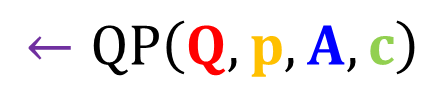 ← QP(Q, p, A, c)